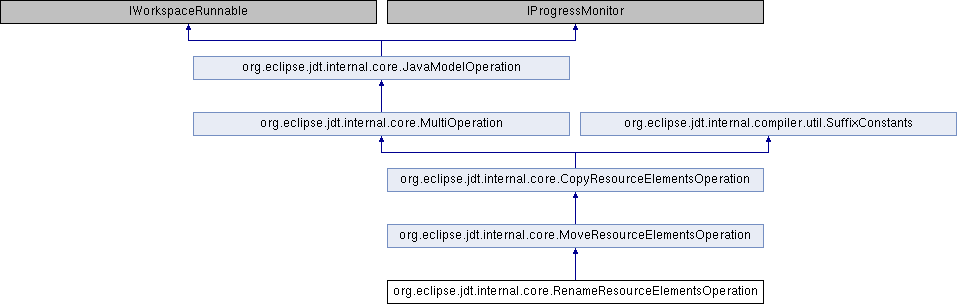 IWorkspaceRunnable
IProgressMonitor
org.eclipse.jdt.internal.core.JavaModelOperation
org.eclipse.jdt.internal.core.MultiOperation
org.eclipse.jdt.internal.compiler.util.SuffixConstants
org.eclipse.jdt.internal.core.CopyResourceElementsOperation
org.eclipse.jdt.internal.core.MoveResourceElementsOperation
org.eclipse.jdt.internal.core.RenameResourceElementsOperation